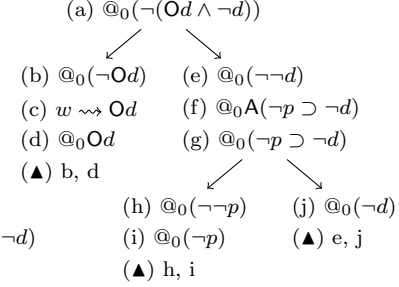 (a) @₀(¬(Od ∧ ¬d))
(b) @₀(¬Od) (e) @₀(¬¬d)
(c) w ⇝ Od (f) @₀A(¬p ⊃ ¬d)
(d) @₀Od (g) @₀(¬p ⊃ ¬d)
(▲) b, d
(h) @₀(¬¬p) (j) @₀(¬d)
¬d) (i) @₀(¬p) (▲) e, j
(▲) h, i